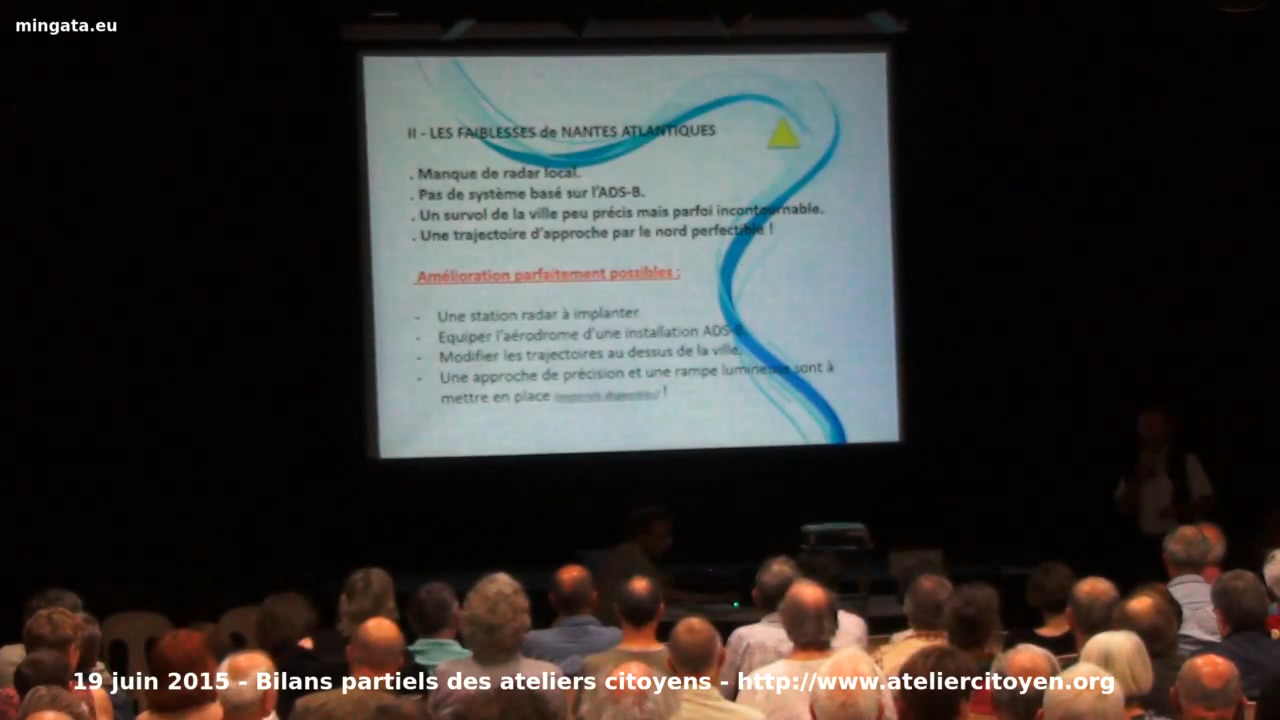 mingata.eu
II - LES FAIBLESSES de NANTES ATLANTIQUES
. Manque de radar local.
. Pas de système basé sur l'ADS-B.
. Un survol de la ville peu précis mais parfoi incontournable.
. Une trajectoire d'approche par le nord perfectible !
Amélioration parfaitement possibles :
- Une station radar à implanter.
- Equiper l'aérodrome d'une installation ADS-B.
- Modifier les trajectoires au dessus de la ville.
- Une approche de précision et une rampe lumineuse sont à
mettre en place !
19 juin 2015 - Bilans partiels des ateliers citoyens - http://www.ateliercitoyen.org